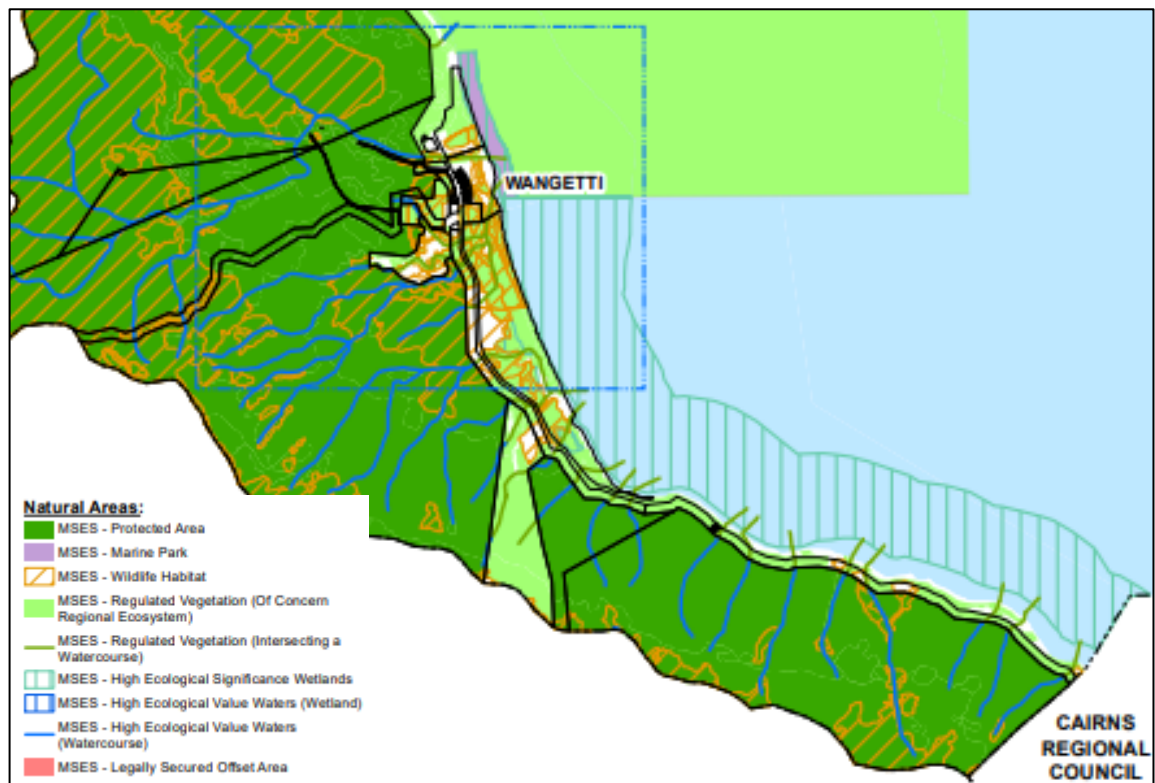 WANGETTI
Natural Areas:
MSES - Protected Area
MSES - Marine Park
MSES - Wildlife Habitat
MSES - Regulated Vegetation (Of Concern
Regional Ecosystem)
MSES - Regulated Vegetation (Intersecting a
Watercourse)
MSES - High Ecological Significance Wetlands
MSES - High Ecological Value Waters (Wetland)
MSES - High Ecological Value Waters
(Watercourse)
MSES - Legally Secured Offset Area
CAIRNS
REGIONAL
COUNCIL